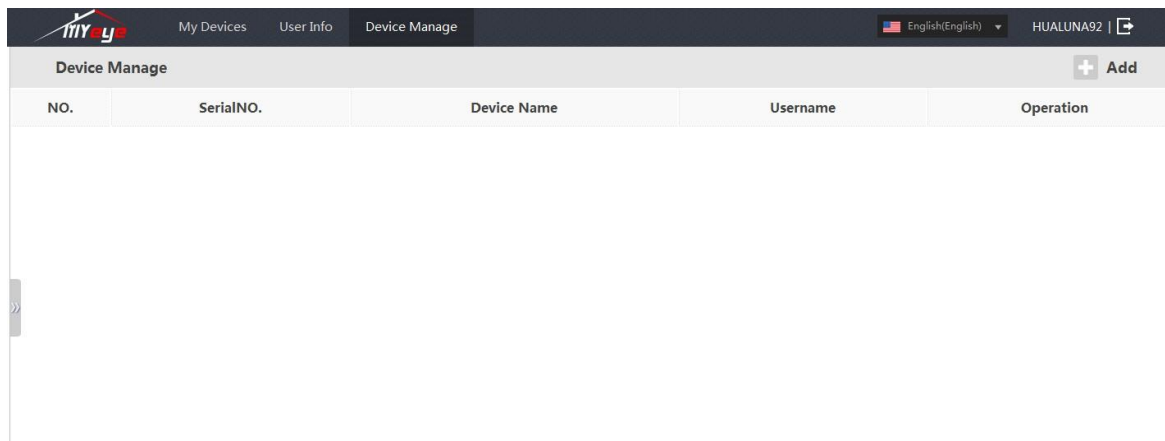 MYeye My Devices User Info Device Manage English(English) HUALUNA92 |
Device Manage Add
NO. SerialNO. Device Name Username Operation